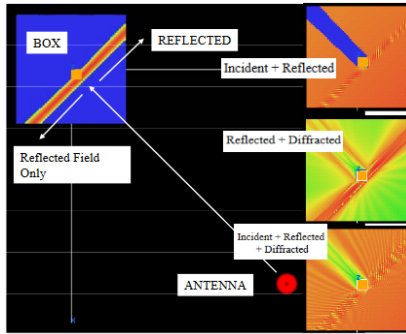 BOX
REFLECTED
Incident + Reflected
Reflected Field
Only
Reflected + Diffracted
Incident + Reflected
+ Diffracted
ANTENNA